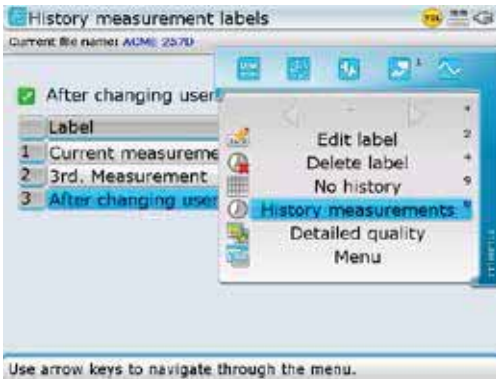 History measurement labels
Current file name: ACME 257D
After changing user
Label
1 Current measureme
2 3rd. Measurement
3 After changing user
Edit label
Delete label
No history
History measurements
Detailed quality
Menu
Use arrow keys to navigate through the menu.